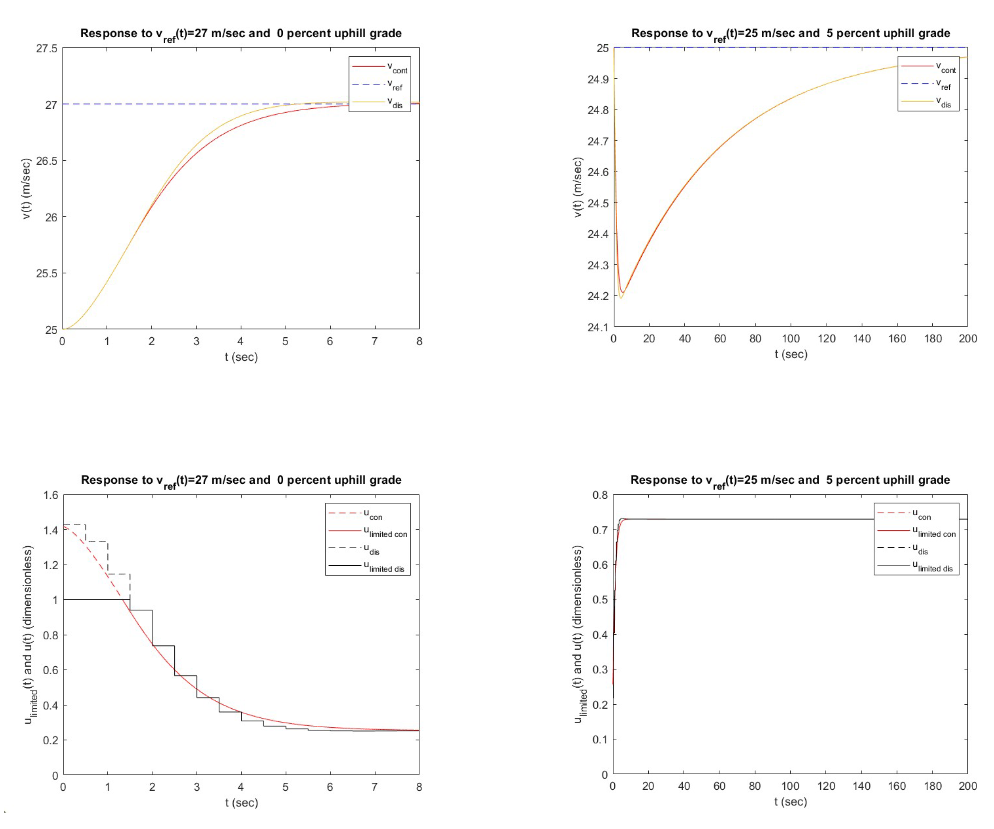 Response to v_ref(t)=27 m/sec and 0 percent uphill grade
27.5
27
26.5
26
25.5
25
v(t) (m/sec)
0 1 2 3 4 5 6 7 8
t (sec)
v_cont
v_ref
v_dis
Response to v_ref(t)=25 m/sec and 5 percent uphill grade
25
24.9
24.8
24.7
24.6
24.5
24.4
24.3
24.2
24.1
v(t) (m/sec)
0 20 40 60 80 100 120 140 160 180 200
t (sec)
v_cont
v_ref
v_dis
Response to v_ref(t)=27 m/sec and 0 percent uphill grade
1.6
1.4
1.2
1
0.8
0.6
0.4
0.2
0
u_limited(t) and u(t) (dimensionless)
0 1 2 3 4 5 6 7 8
t (sec)
u_con
u_limited con
u_dis
u_limited dis
Response to v_ref(t)=25 m/sec and 5 percent uphill grade
0.8
0.7
0.6
0.5
0.4
0.3
0.2
0.1
0
u_limited(t) and u(t) (dimensionless)
0 20 40 60 80 100 120 140 160 180 200
t (sec)
u_con
u_limited con
u_dis
u_limited dis